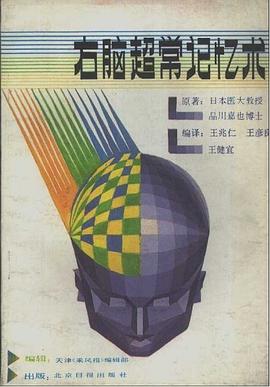 右脑超常记忆术
原著：日本医大教授
品川嘉也博士
编译：王兆仁 王彦良
王健宜
编辑：天津《采风报》编辑部
出版：北京日报出版社